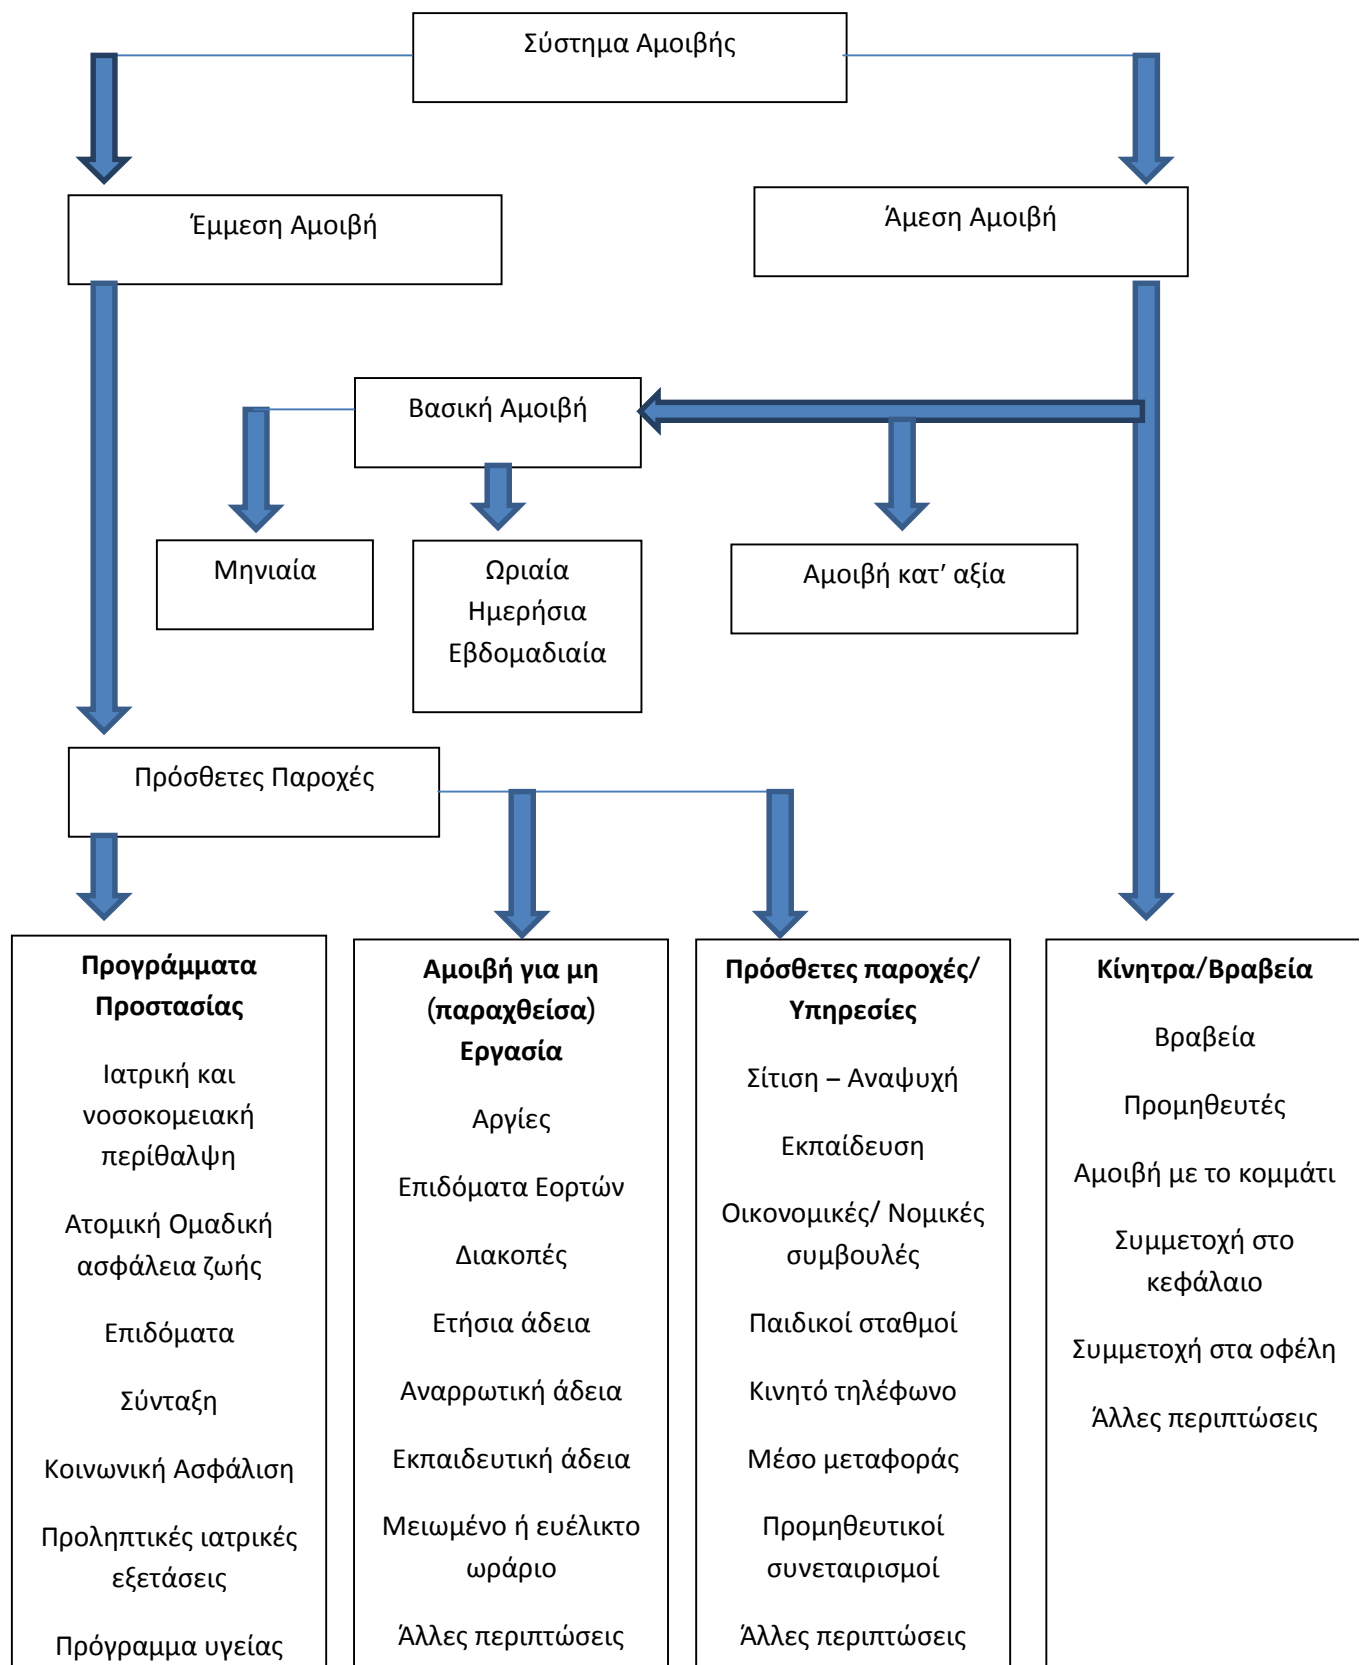 Σύστημα Αμοιβής
Έμμεση Αμοιβή
Άμεση Αμοιβή
Βασική Αμοιβή
Μηνιαία
Ωριαία
Ημερήσια
Εβδομαδιαία
Αμοιβή κατ’ αξία
Πρόσθετες Παροχές
Προγράμματα
Προστασίας
Ιατρική και
νοσοκομειακή
περίθαλψη
Ατομική Ομαδική
ασφάλεια ζωής
Επιδόματα
Σύνταξη
Κοινωνική Ασφάλιση
Προληπτικές ιατρικές
εξετάσεις
Πρόγραμμα υγείας
Αμοιβή για μη
(παραχθείσα)
Εργασία
Αργίες
Επιδόματα Εορτών
Διακοπές
Ετήσια άδεια
Αναρρωτική άδεια
Εκπαιδευτική άδεια
Μειωμένο ή ευέλικτο
ωράριο
Άλλες περιπτώσεις
Πρόσθετες παροχές/
Υπηρεσίες
Σίτιση – Αναψυχή
Εκπαίδευση
Οικονομικές/ Νομικές
συμβουλές
Παιδικοί σταθμοί
Κινητό τηλέφωνο
Μέσο μεταφοράς
Προμηθευτικοί
συνεταιρισμοί
Άλλες περιπτώσεις
Κίνητρα/Βραβεία
Βραβεία
Προμηθευτές
Αμοιβή με το κομμάτι
Συμμετοχή στο
κεφάλαιο
Συμμετοχή στα οφέλη
Άλλες περιπτώσεις